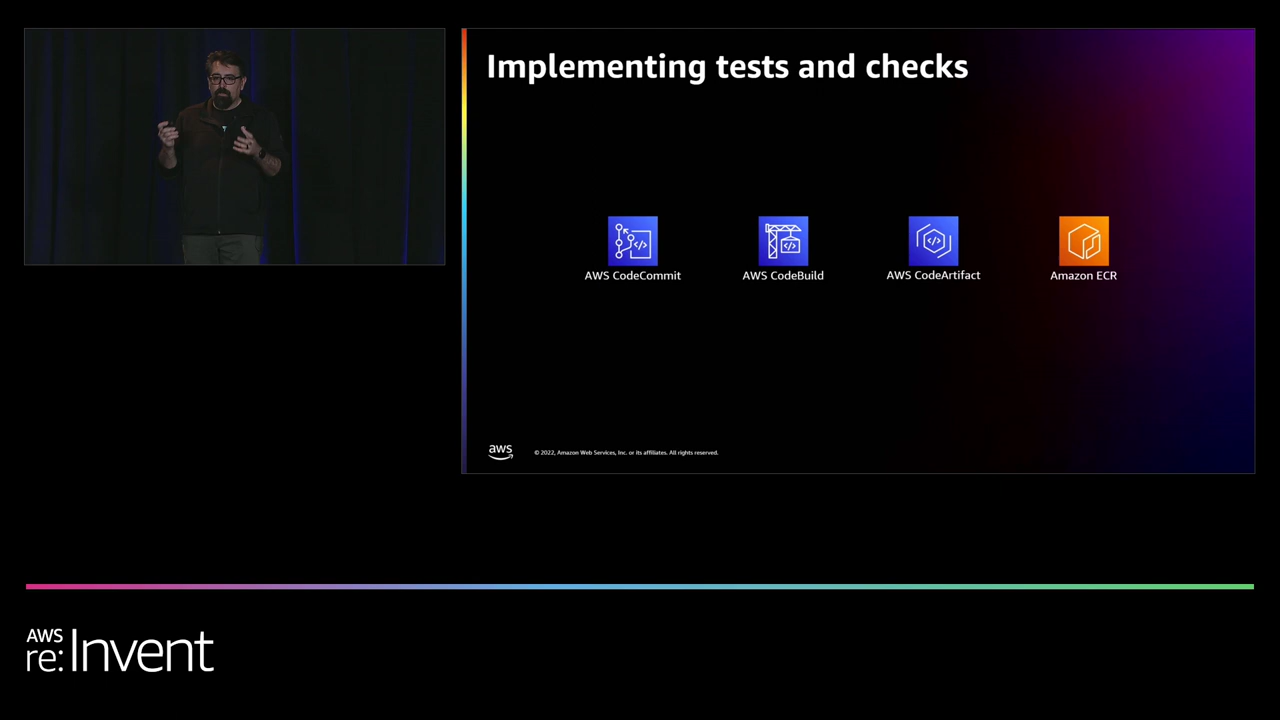 Implementing tests and checks
AWS CodeCommit
AWS CodeBuild
AWS CodeArtifact
Amazon ECR
aws
© 2022, Amazon Web Services, Inc. or its affiliates. All rights reserved.
AWS
re:Invent